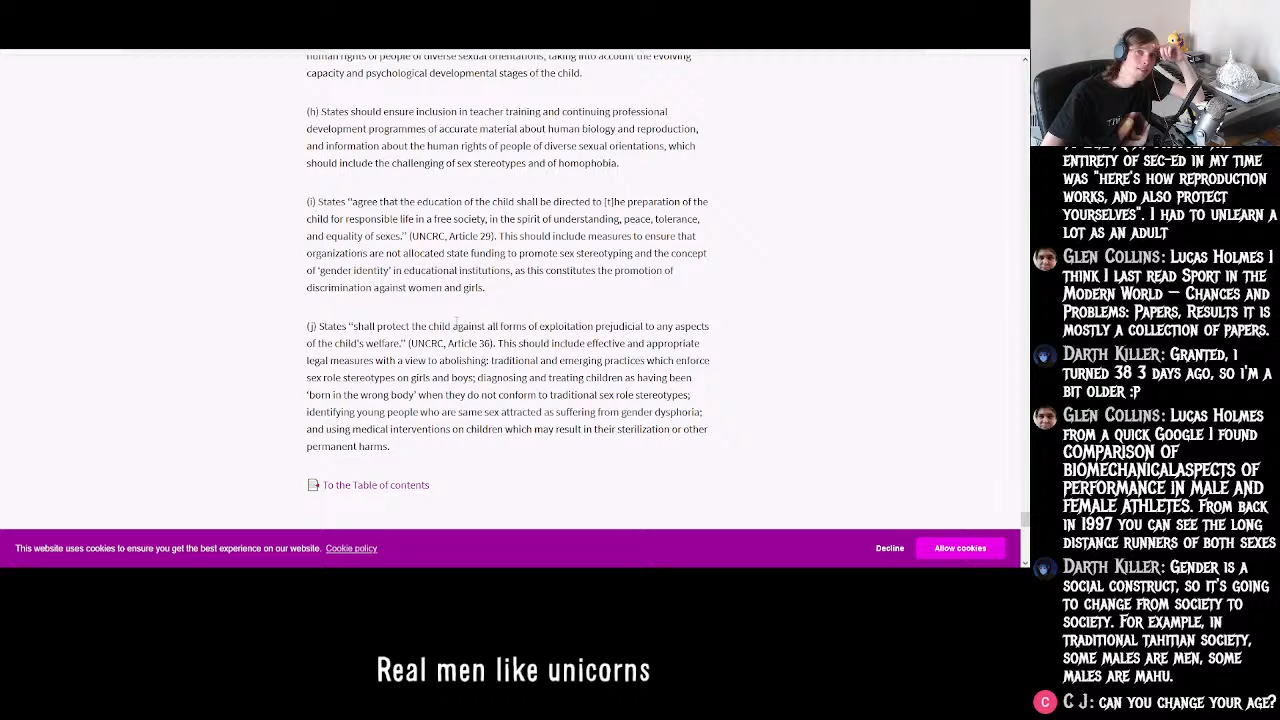 human rights of people of diverse sexual orientations, taking into account the evolving
capacity and psychological developmental stages of the child.
(h) States should ensure inclusion in teacher training and continuing professional
development programmes of accurate material about human biology and reproduction,
and information about the human rights of people of diverse sexual orientations, which
should include the challenging of sex stereotypes and of homophobia.
(i) States “agree that the education of the child shall be directed to [t]he preparation of the
child for responsible life in a free society, in the spirit of understanding, peace, tolerance,
and equality of sexes.” (UNCRC, Article 29). This should include measures to ensure that
organizations are not allocated state funding to promote sex stereotyping and the concept
of ‘gender identity’ in educational institutions, as this constitutes the promotion of
discrimination against women and girls.
(j) States “shall protect the child against all forms of exploitation prejudicial to any aspects
of the child’s welfare.” (UNCRC, Article 36). This should include effective and appropriate
legal measures with a view to abolishing: traditional and emerging practices which enforce
sex role stereotypes on girls and boys; diagnosing and treating children as having been
‘born in the wrong body’ when they do not conform to traditional sex role stereotypes;
identifying young people who are same sex attracted as suffering from gender dysphoria;
and using medical interventions on children which may result in their sterilization or other
permanent harms.
To the Table of contents
This website uses cookies to ensure you get the best experience on our website. Cookie policy
Decline
Allow cookies
Real men like unicorns
ENTIRETY OF SEC-ED IN MY TIME
WAS "HERE'S HOW REPRODUCTION
WORKS, AND ALSO PROTECT
YOURSELVES". I HAD TO UNLEARN A
LOT AS AN ADULT
GLEN COLLINS: LUCAS HOLMES I
THINK I LAST READ SPORT IN THE
MODERN WORLD — CHANCES AND
PROBLEMS: PAPERS, RESULTS IT IS
MOSTLY A COLLECTION OF PAPERS.
DARTH KILLER: GRANTED, I
TURNED 38 3 DAYS AGO, SO I'M A
BIT OLDER :P
GLEN COLLINS: LUCAS HOLMES
FROM A QUICK GOOGLE I FOUND
COMPARISON OF
BIOMECHANICALASPECTS OF
PERFORMANCE IN MALE AND
FEMALE ATHLETES. FROM BACK
IN 1997 YOU CAN SEE THE LONG
DISTANCE RUNNERS OF BOTH SEXES
DARTH KILLER: GENDER IS A
SOCIAL CONSTRUCT, SO IT'S GOING
TO CHANGE FROM SOCIETY TO
SOCIETY. FOR EXAMPLE, IN
TRADITIONAL TAHITIAN SOCIETY,
SOME MALES ARE MEN, SOME
MALES ARE MAHU.
C J: CAN YOU CHANGE YOUR AGE?